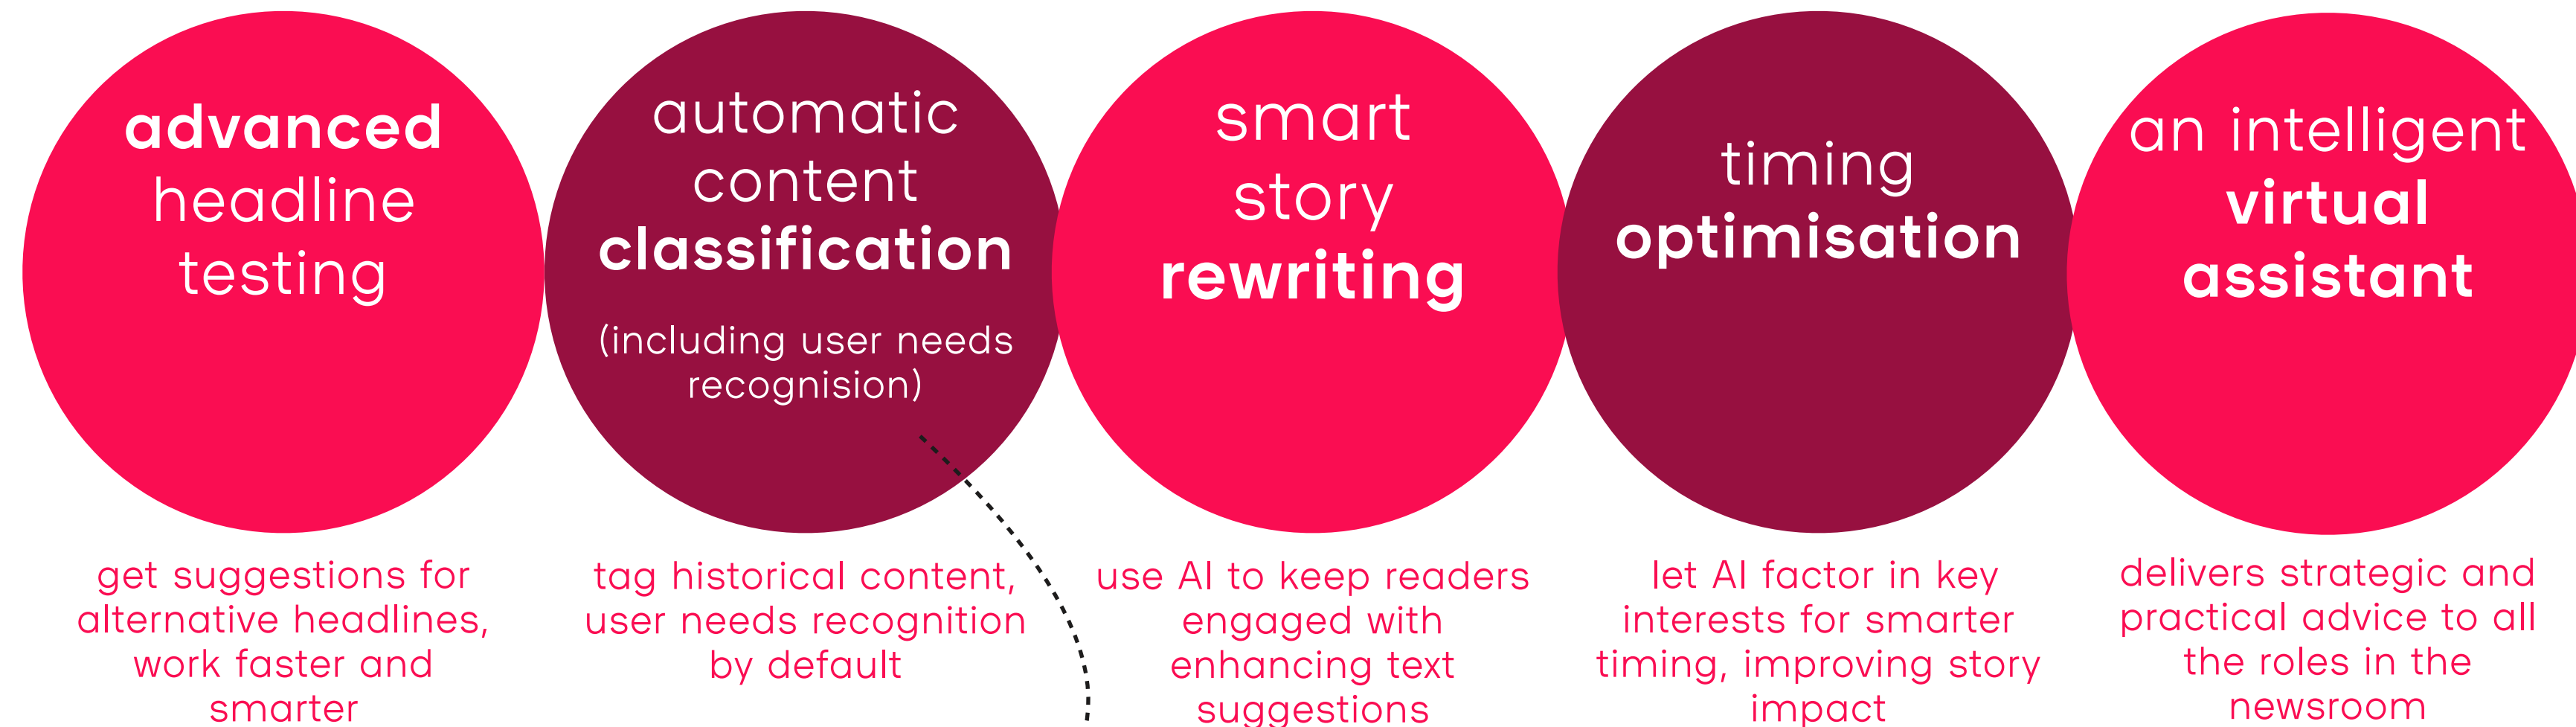 advanced
headline
testing
automatic
content
classification
(including user needs
recognision)
smart
story
rewriting
timing
optimisation
an intelligent
virtual
assistant
get suggestions for
alternative headlines,
work faster and
smarter
tag historical content,
user needs recognition
by default
use AI to keep readers
engaged with
enhancing text
suggestions
let AI factor in key
interests for smarter
timing, improving story
impact
delivers strategic and
practical advice to all
the roles in the
newsroom